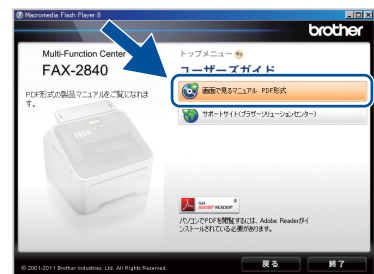 Macromedia Flash Player 8
brother
Multi-Function Center
FAX-2840
PDF形式の製品マニュアルをご覧になれま
す。
トップメニュー
ユーザーズガイド
画面で見るマニュアル PDF形式
サポートサイト(ブラザーソリューションセンター)
Get
ADOBE® READER®
パソコンでPDFを閲覧するには、Adobe Readerがイ
ンストールされている必要があります。
© 2001-2011 Brother Industries, Ltd. All Rights Reserved.
戻る
終了